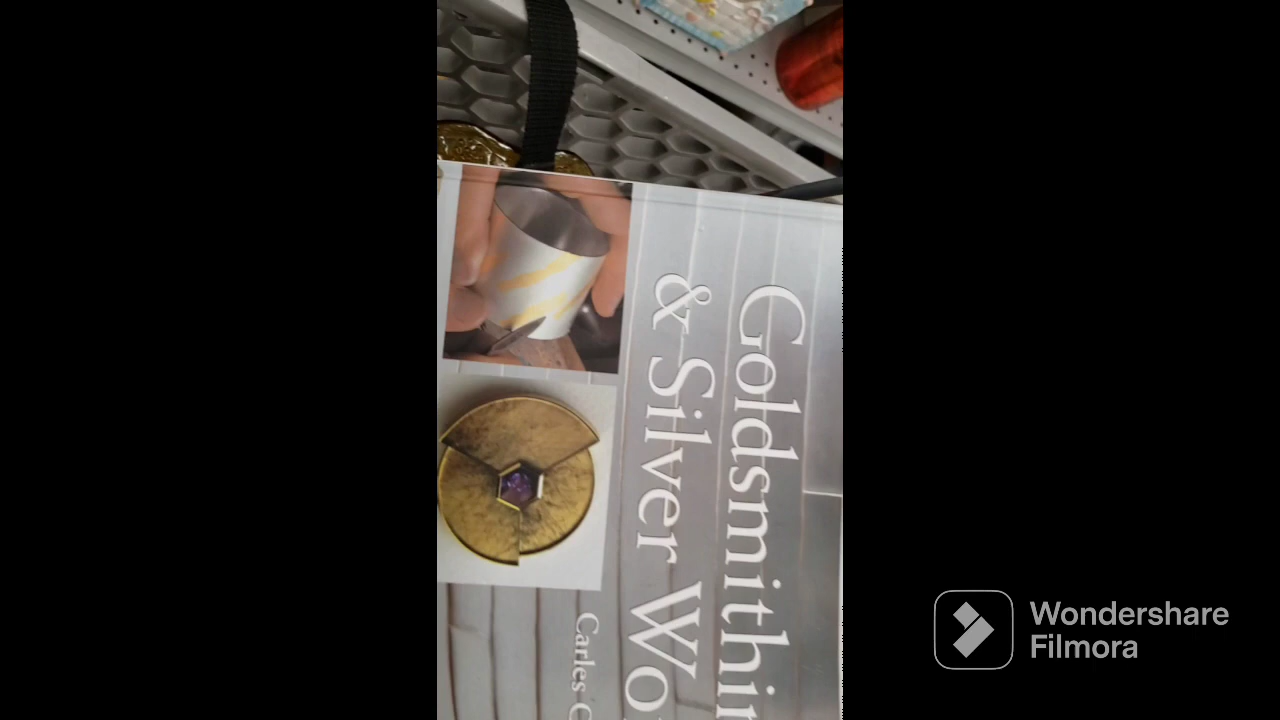 Goldsmithin
& Silver Wo
Carles C
Wondershare
Filmora